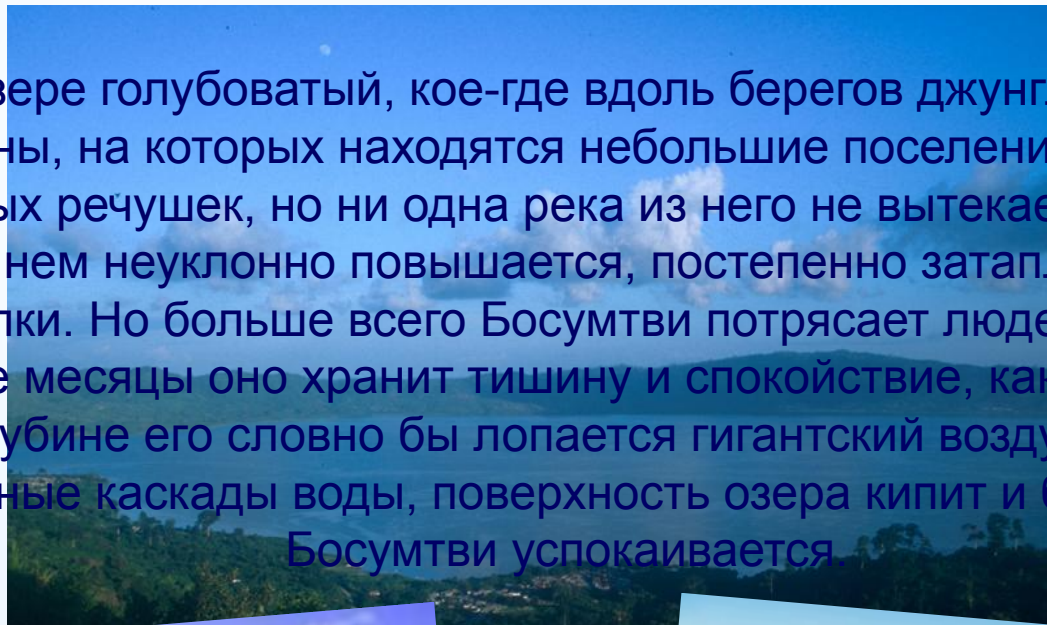 зере голубоватый, кое-где вдоль берегов джунг
ны, на которых находятся небольшие поселени
ых речушек, но ни одна река из него не вытекае
нем неуклонно повышается, постепенно затап
лки. Но больше всего Босумтви потрясает люде
е месяцы оно хранит тишину и спокойствие, как
убине его словно бы лопается гигантский возду
ные каскады воды, поверхность озера кипит и б
Босумтви успокаивается.